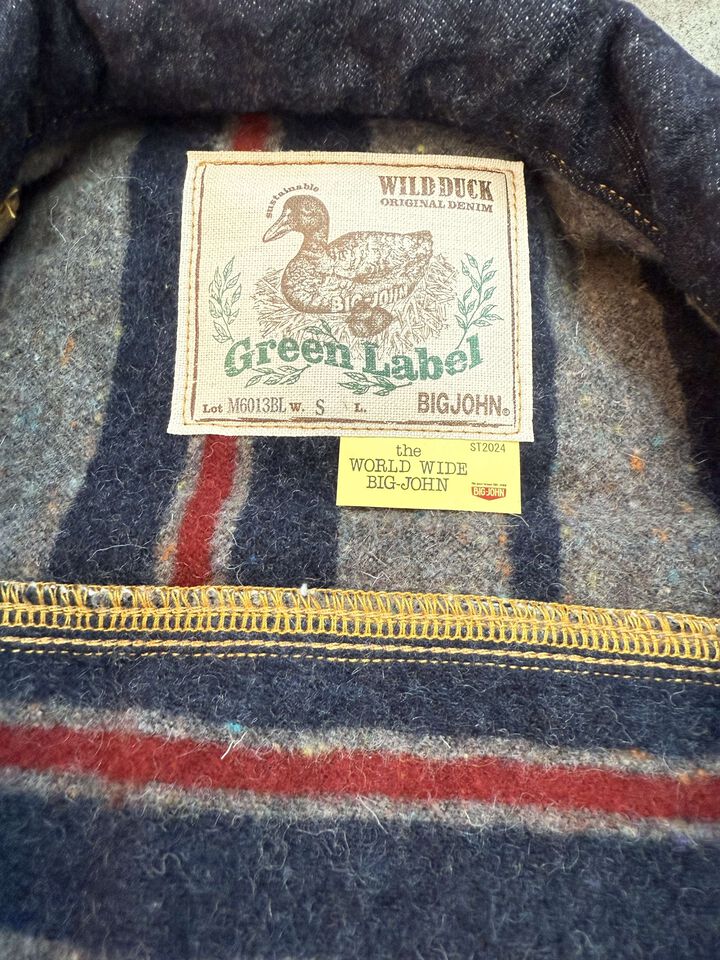 sustainable
WILD DUCK
ORIGINAL DENIM
BIG-JOHN
Green Label
Lot M6013BL W. S L.
BIGJOHN®
the
ST2024
WORLD WIDE
BIG-JOHN
BIG-JOHN